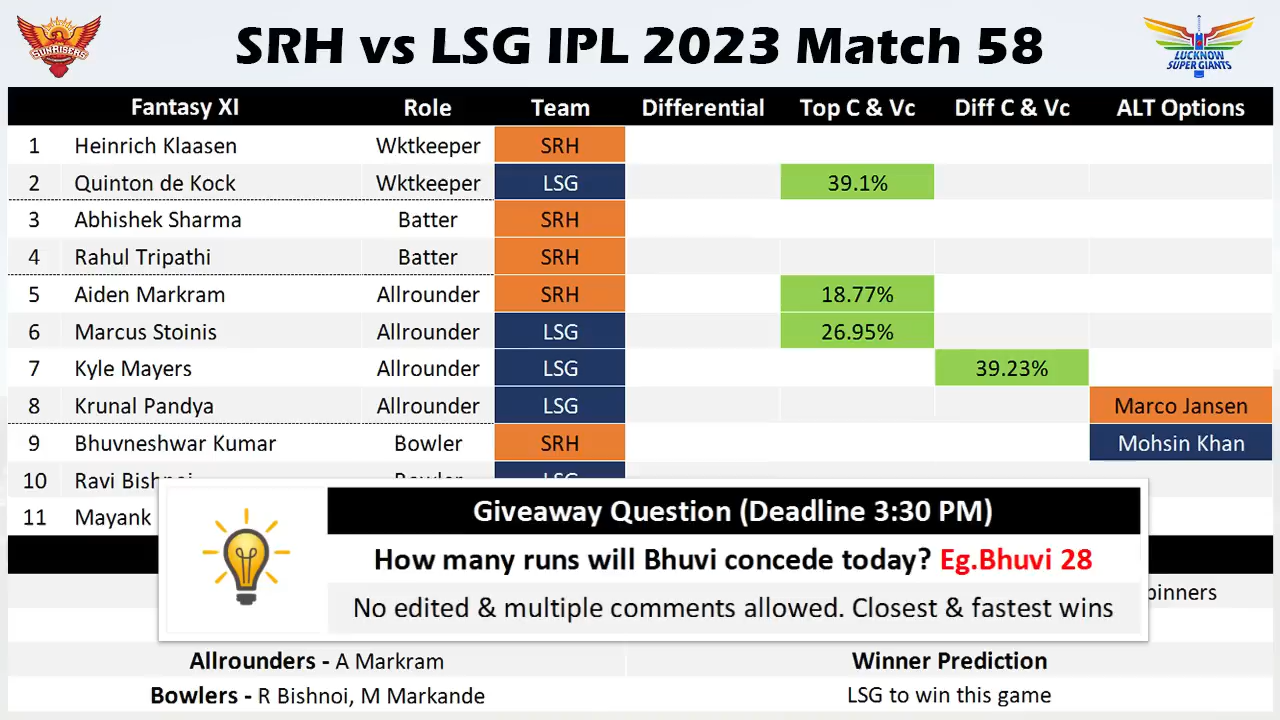 SUNRISERS
SRH vs LSG IPL 2023 Match 58
LUCKNOW
SUPER GIANTS
Fantasy XI Role Team Differential Top C & Vc Diff C & Vc ALT Options
1 Heinrich Klaasen Wktkeeper SRH
2 Quinton de Kock Wktkeeper LSG 39.1%
3 Abhishek Sharma Batter SRH
4 Rahul Tripathi Batter SRH
5 Aiden Markram Allrounder SRH 18.77%
6 Marcus Stoinis Allrounder LSG 26.95%
7 Kyle Mayers Allrounder LSG 39.23%
8 Krunal Pandya Allrounder LSG Marco Jansen
9 Bhuvneshwar Kumar Bowler SRH Mohsin Khan
10 Ravi Bishnoi Bowler LSG
11 Mayank
Giveaway Question (Deadline 3:30 PM)
How many runs will Bhuvi concede today? Eg.Bhuvi 28
No edited & multiple comments allowed. Closest & fastest wins
Allrounders - A Markram
Winner Prediction
Bowlers - R Bishnoi, M Markande
LSG to win this game